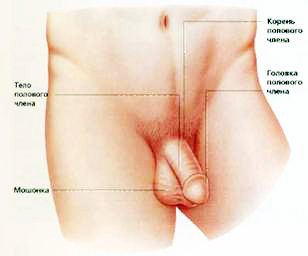 Корень
полового
члена
Тело
полового
члена
Головка
полового
члена
Мошонка